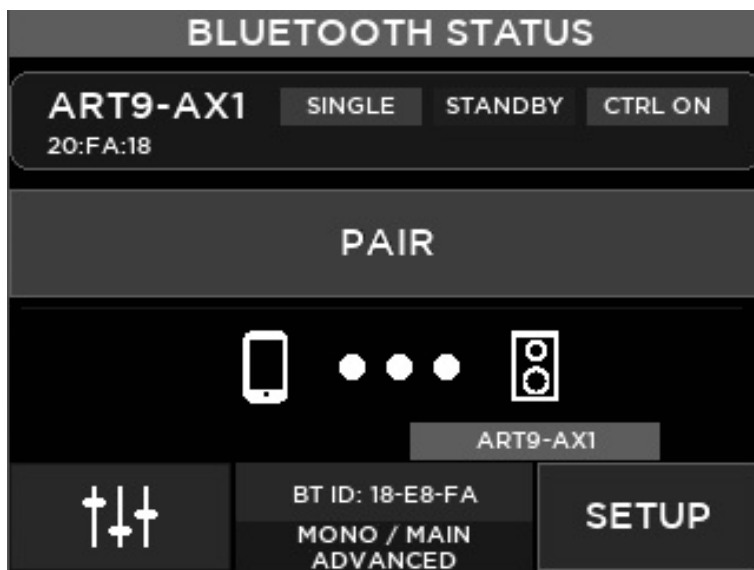 BLUETOOTH STATUS
ART9-AX1 SINGLE STANDBY CTRL ON
20:FA:18
PAIR
ART9-AX1
BT ID: 18-E8-FA
MONO / MAIN
ADVANCED
SETUP